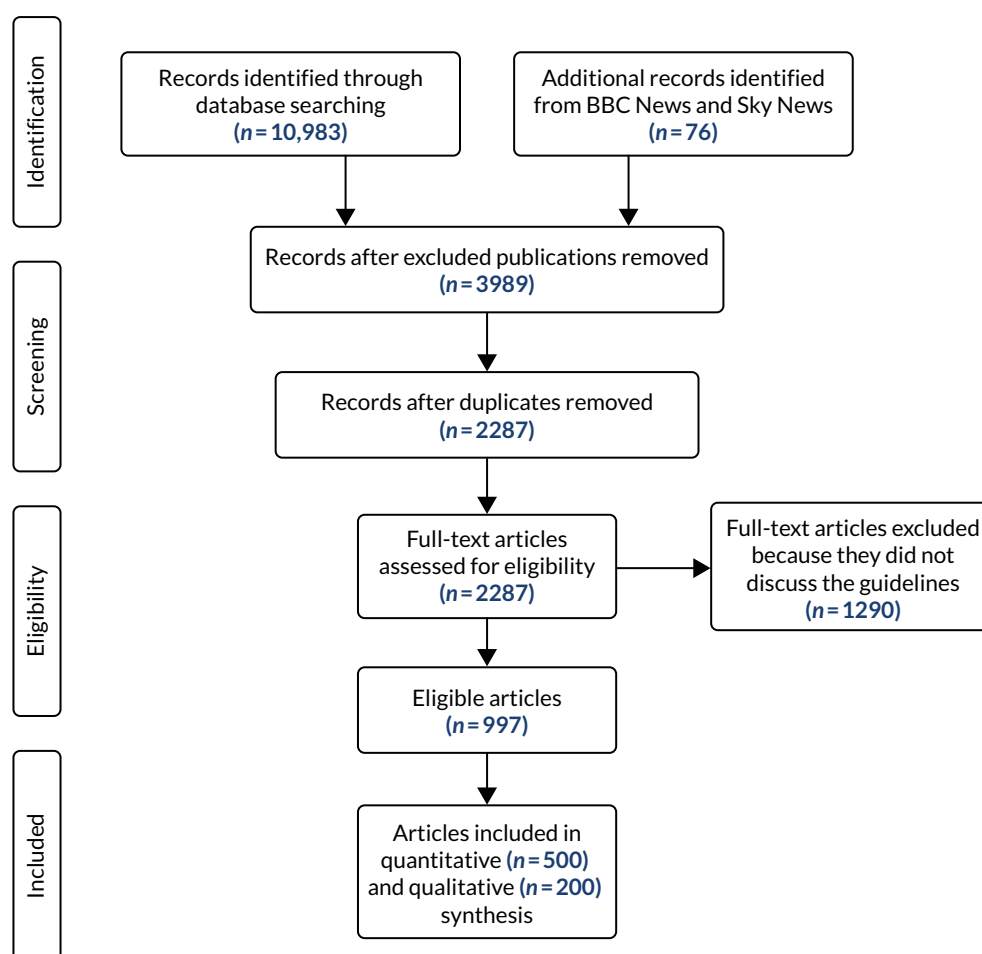 Identification
Records identified through
database searching
(n = 10,983)
Additional records identified
from BBC News and Sky News
(n = 76)
Screening
Records after excluded publications removed
(n = 3989)
Records after duplicates removed
(n = 2287)
Eligibility
Full-text articles
assessed for eligibility
(n = 2287)
Full-text articles excluded
because they did not
discuss the guidelines
(n = 1290)
Eligible articles
(n = 997)
Included
Articles included in
quantitative (n = 500)
and qualitative (n = 200)
synthesis